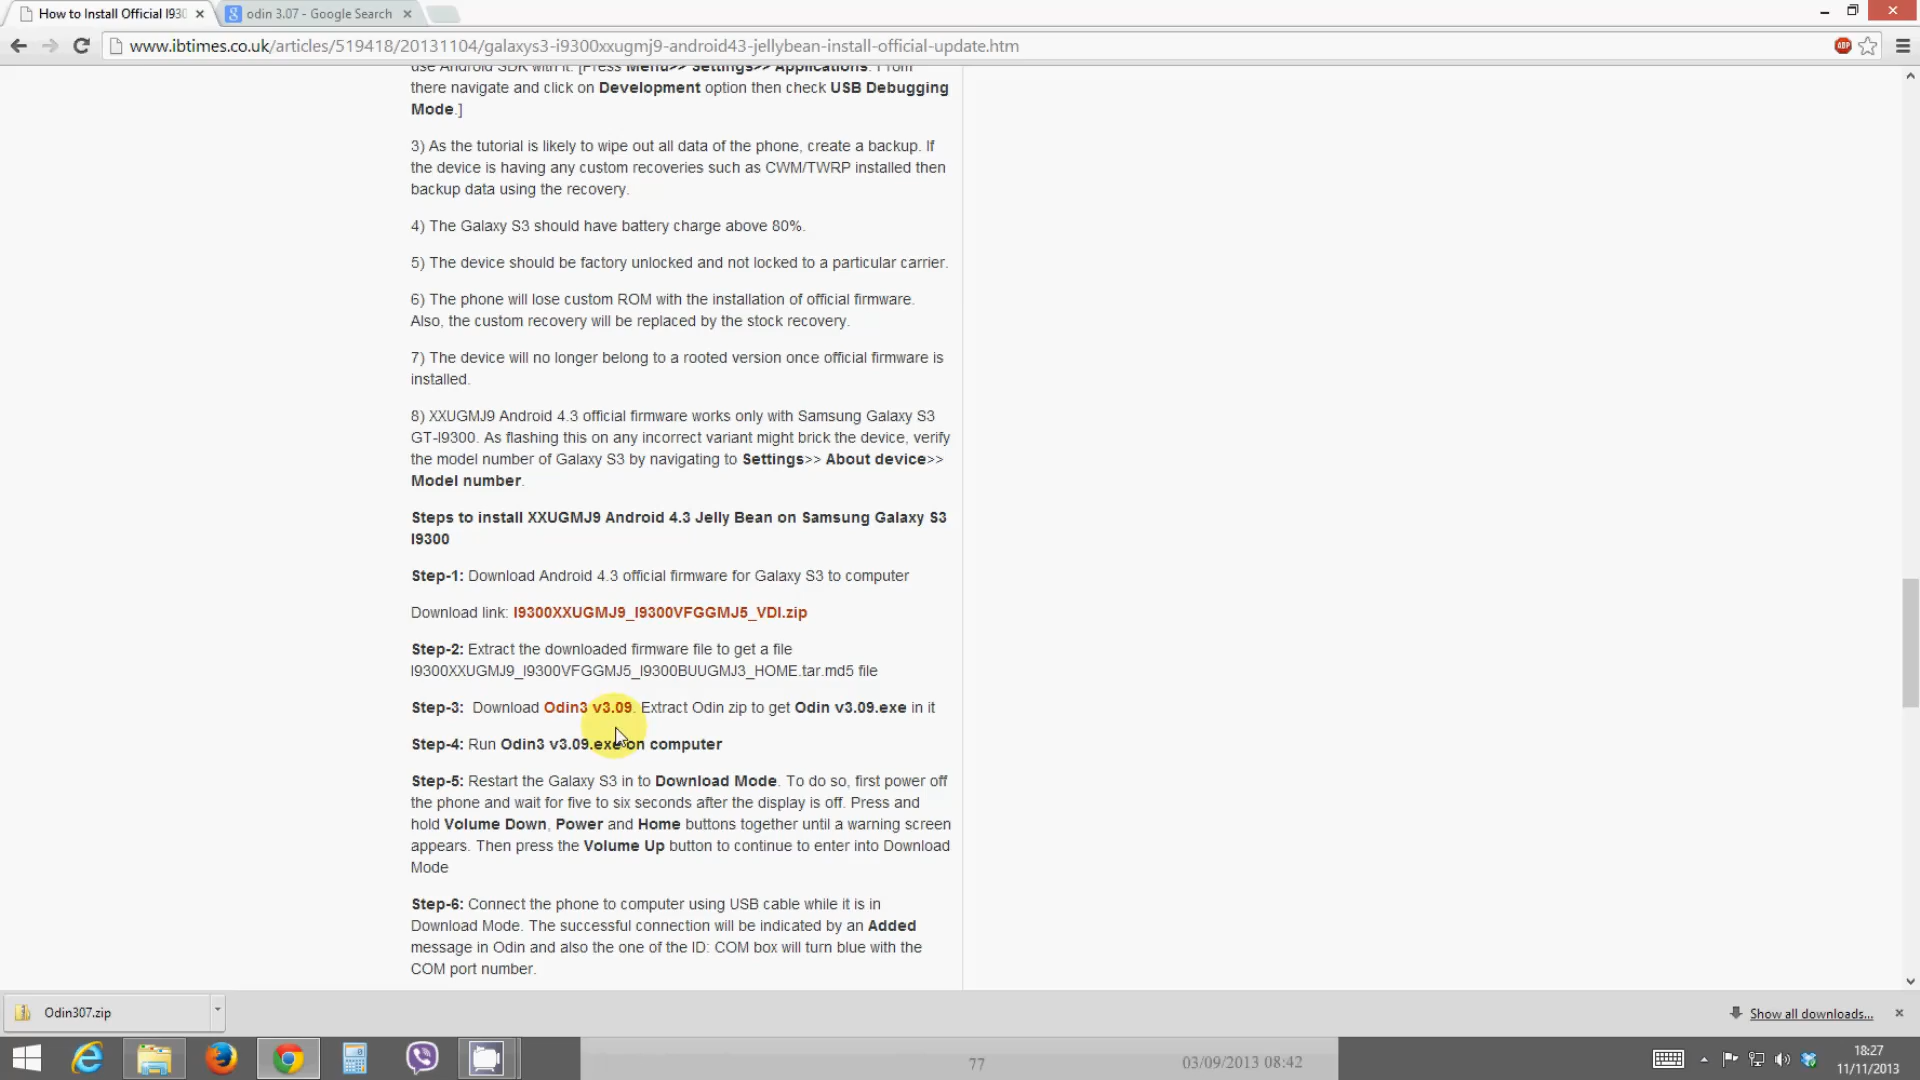 How to Install Official I930
odin 3.07 - Google Search
www.ibtimes.co.uk/articles/519418/20131104/galaxys3-i9300xxugmj9-android43-jellybean-install-official-update.htm
ABP
use Android SDK with it. [Press Menu>> Settings>> Applications. From
there navigate and click on Development option then check USB Debugging
Mode.]
3) As the tutorial is likely to wipe out all data of the phone, create a backup. If
the device is having any custom recoveries such as CWM/TWRP installed then
backup data using the recovery.
4) The Galaxy S3 should have battery charge above 80%.
5) The device should be factory unlocked and not locked to a particular carrier.
6) The phone will lose custom ROM with the installation of official firmware.
Also, the custom recovery will be replaced by the stock recovery.
7) The device will no longer belong to a rooted version once official firmware is
installed.
8) XXUGMJ9 Android 4.3 official firmware works only with Samsung Galaxy S3
GT-I9300. As flashing this on any incorrect variant might brick the device, verify
the model number of Galaxy S3 by navigating to Settings>> About device>>
Model number.
Steps to install XXUGMJ9 Android 4.3 Jelly Bean on Samsung Galaxy S3
I9300
Step-1: Download Android 4.3 official firmware for Galaxy S3 to computer
Download link: I9300XXUGMJ9_I9300VFGGMJ5_VDI.zip
Step-2: Extract the downloaded firmware file to get a file
I9300XXUGMJ9_I9300VFGGMJ5_I9300BUUGMJ3_HOME.tar.md5 file
Step-3: Download Odin3 v3.09. Extract Odin zip to get Odin v3.09.exe in it
Step-4: Run Odin3 v3.09.exe on computer
Step-5: Restart the Galaxy S3 in to Download Mode. To do so, first power off
the phone and wait for five to six seconds after the display is off. Press and
hold Volume Down, Power and Home buttons together until a warning screen
appears. Then press the Volume Up button to continue to enter into Download
Mode
Step-6: Connect the phone to computer using USB cable while it is in
Download Mode. The successful connection will be indicated by an Added
message in Odin and also the one of the ID: COM box will turn blue with the
COM port number.
Odin307.zip
Show all downloads...
77
03/09/2013 08:42
18:27
11/11/2013